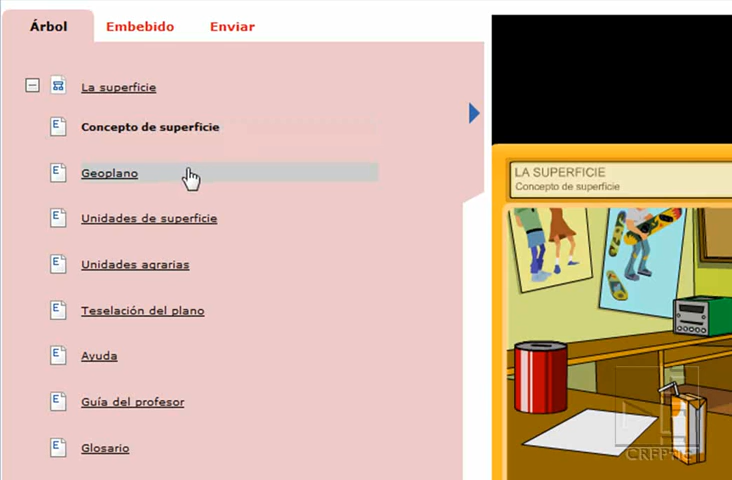 Árbol
Embebido
Enviar
La superficie
Concepto de superficie
Geoplano
Unidades de superficie
Unidades agrarias
Teselación del plano
Ayuda
Guía del profesor
Glosario
LA SUPERFICIE
Concepto de superficie